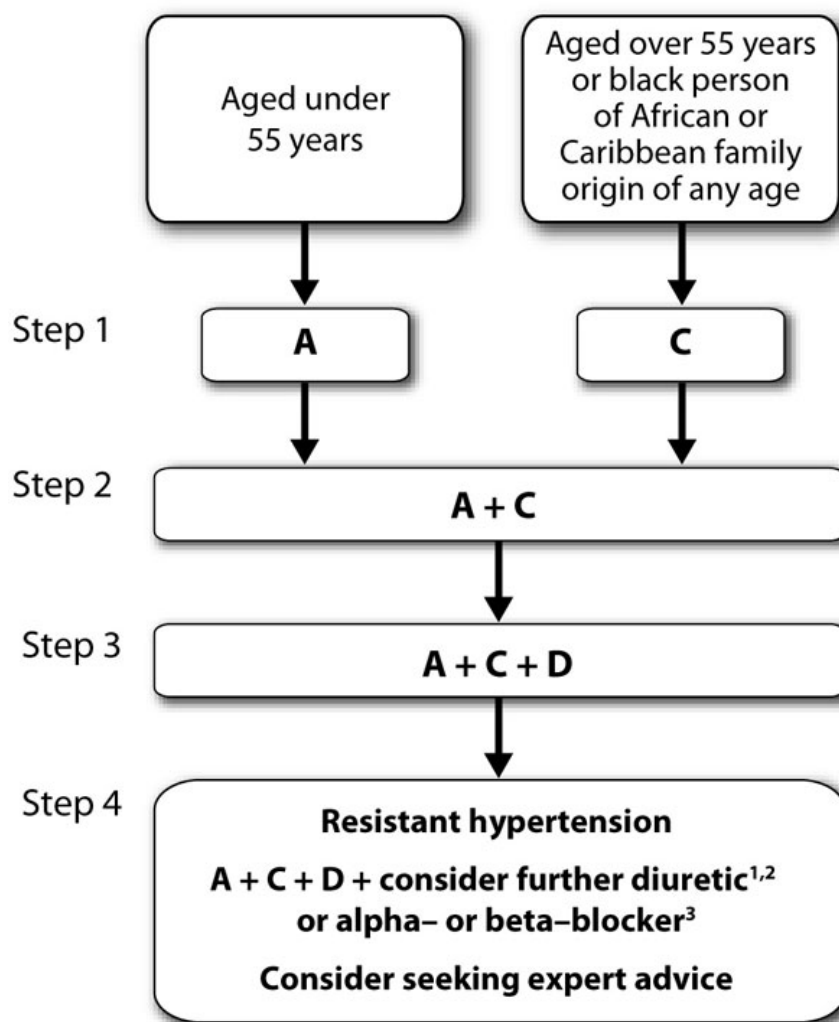 Aged under
55 years
Aged over 55 years
or black person
of African or
Caribbean family
origin of any age
Step 1
A
C
Step 2
A + C
Step 3
A + C + D
Step 4
Resistant hypertension
A + C + D + consider further diuretic¹,²
or alpha– or beta–blocker³
Consider seeking expert advice